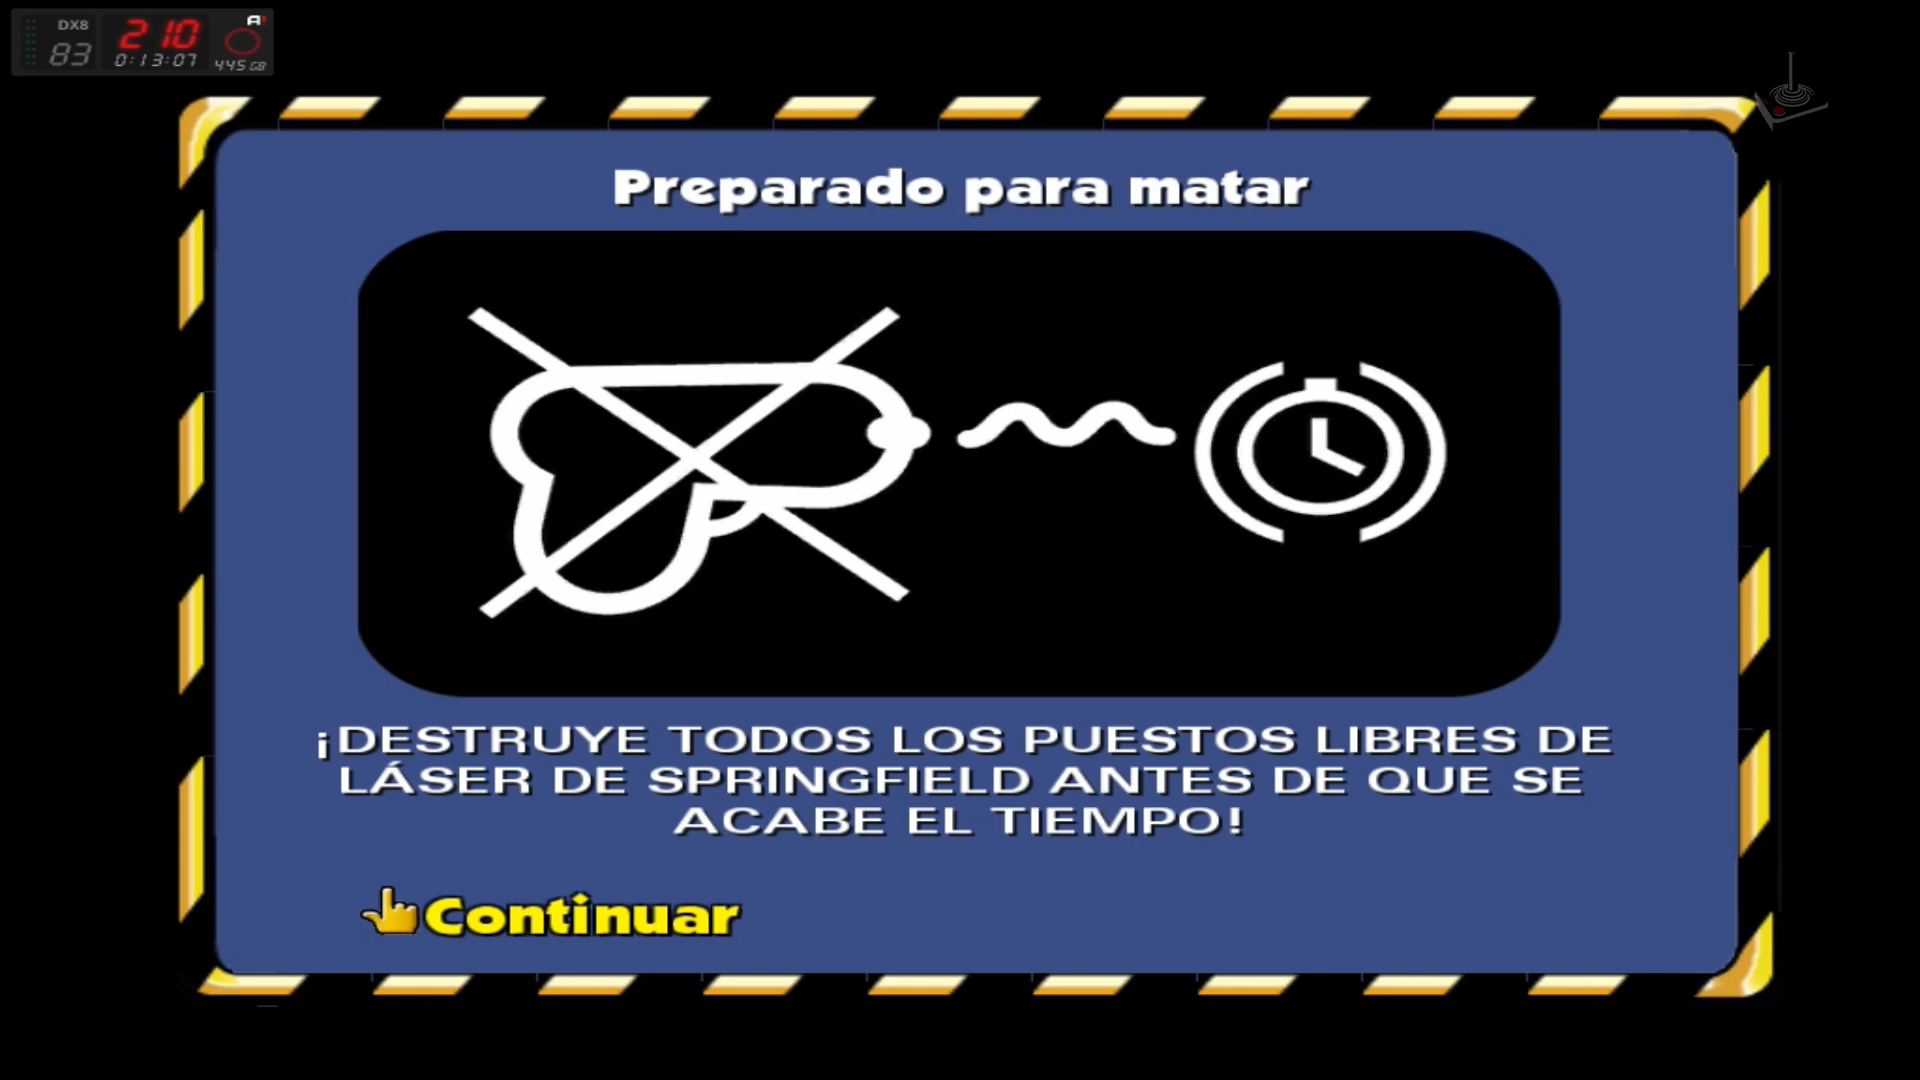 DX8
83
210
0:13:07
445 GB
Preparado para matar
¡DESTRUYE TODOS LOS PUESTOS LIBRES DE
LÁSER DE SPRINGFIELD ANTES DE QUE SE
ACABE EL TIEMPO!
Continuar